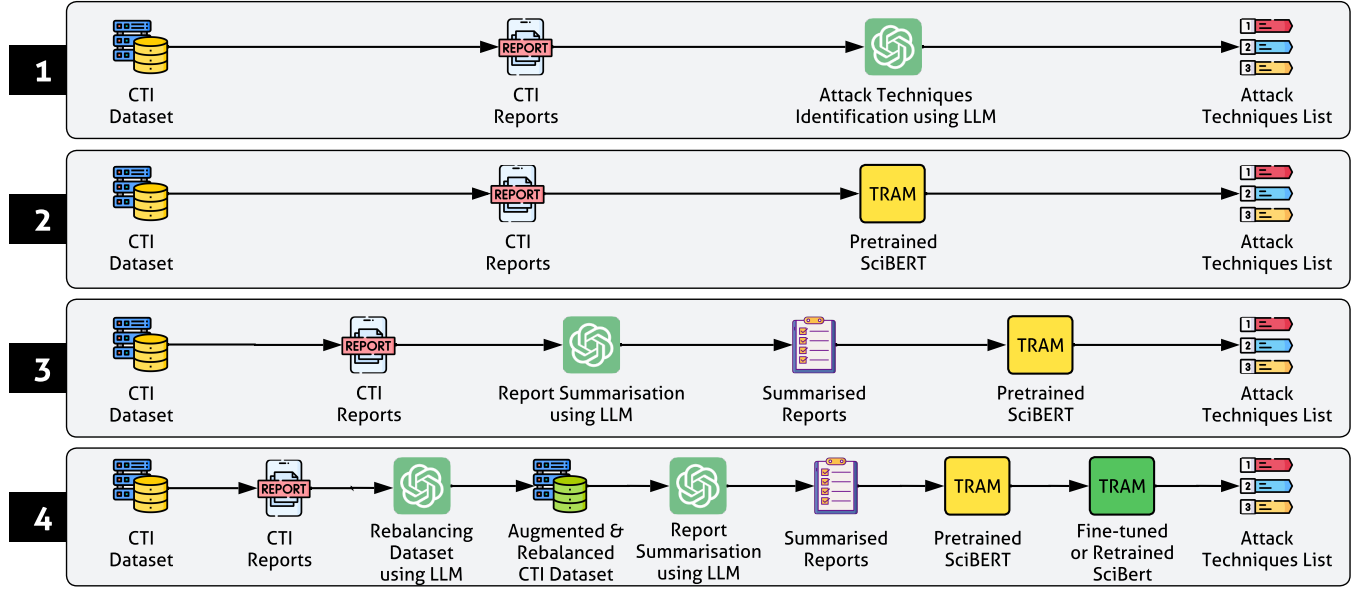 1
REPORT
1
2
3
CTI
Dataset
CTI
Reports
Attack Techniques
Identification using LLM
Attack
Techniques List
2
REPORT
TRAM
1
2
3
CTI
Dataset
CTI
Reports
Pretrained
SciBERT
Attack
Techniques List
3
REPORT
TRAM
1
2
3
CTI
Dataset
CTI
Reports
Report Summarisation
using LLM
Summarised
Reports
Pretrained
SciBERT
Attack
Techniques List
4
REPORT
TRAM
TRAM
1
2
3
CTI
Dataset
CTI
Reports
Rebalancing
Dataset
using LLM
Augmented &
Rebalanced
CTI Dataset
Report
Summarisation
using LLM
Summarised
Reports
Pretrained
SciBERT
Fine-tuned
or Retrained
SciBert
Attack
Techniques List